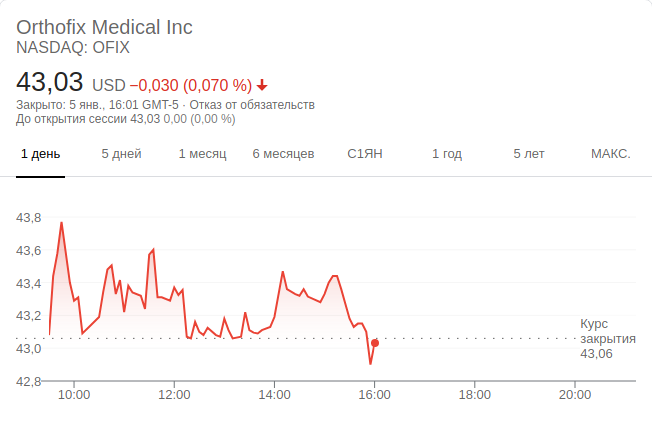 Orthofix Medical Inc
NASDAQ: OFIX
43,03 USD −0,030 (0,070 %)
Закрыто: 5 янв., 16:01 GMT-5 · Отказ от обязательств
До открытия сессии 43,03 0,00 (0,00 %)
1 день 5 дней 1 месяц 6 месяцев С1ЯН 1 год 5 лет МАКС.
43,8
43,6
43,4
43,2
43,0
42,8
Курс
закрытия
43,06
10:00 12:00 14:00 16:00 18:00 20:00